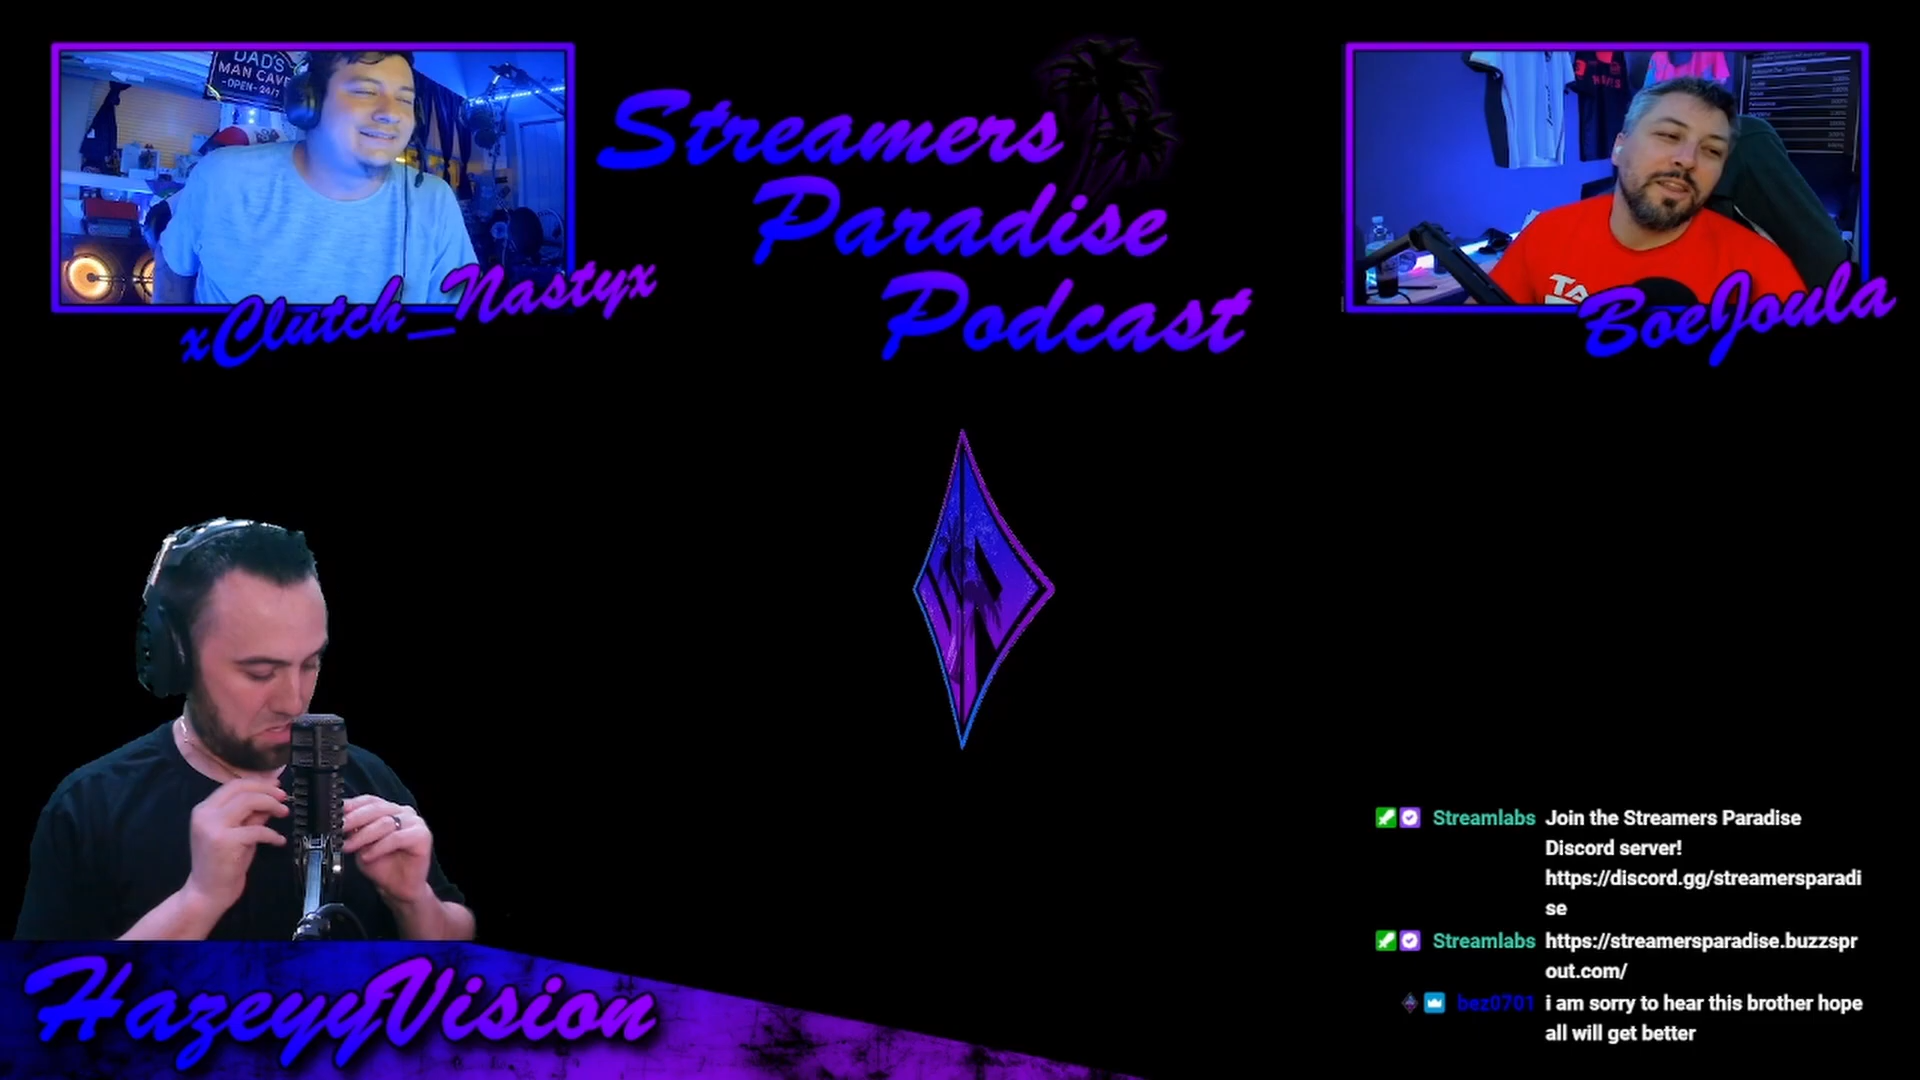 DAD'S
MAN CAVE
-OPEN- 24/7
Streamers
Paradise
Podcast
xClutch_Nastyx
BoeJoula
TA
SP
HazeyyVision
Streamlabs Join the Streamers Paradise
Discord server!
https://discord.gg/streamersparadi
se
Streamlabs https://streamersparadise.buzzspr
out.com/
bez0701 i am sorry to hear this brother hope
all will get better